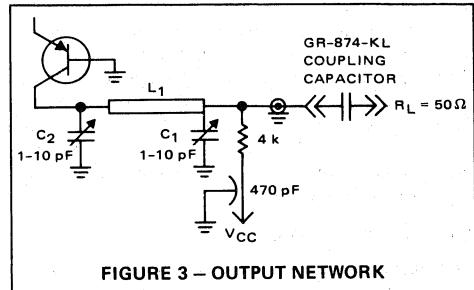 GR-874-KL
COUPLING
CAPACITOR
L1
RL = 50Ω
C2
1-10 pF
C1
1-10 pF
4 k
470 pF
VCC
FIGURE 3 – OUTPUT NETWORK